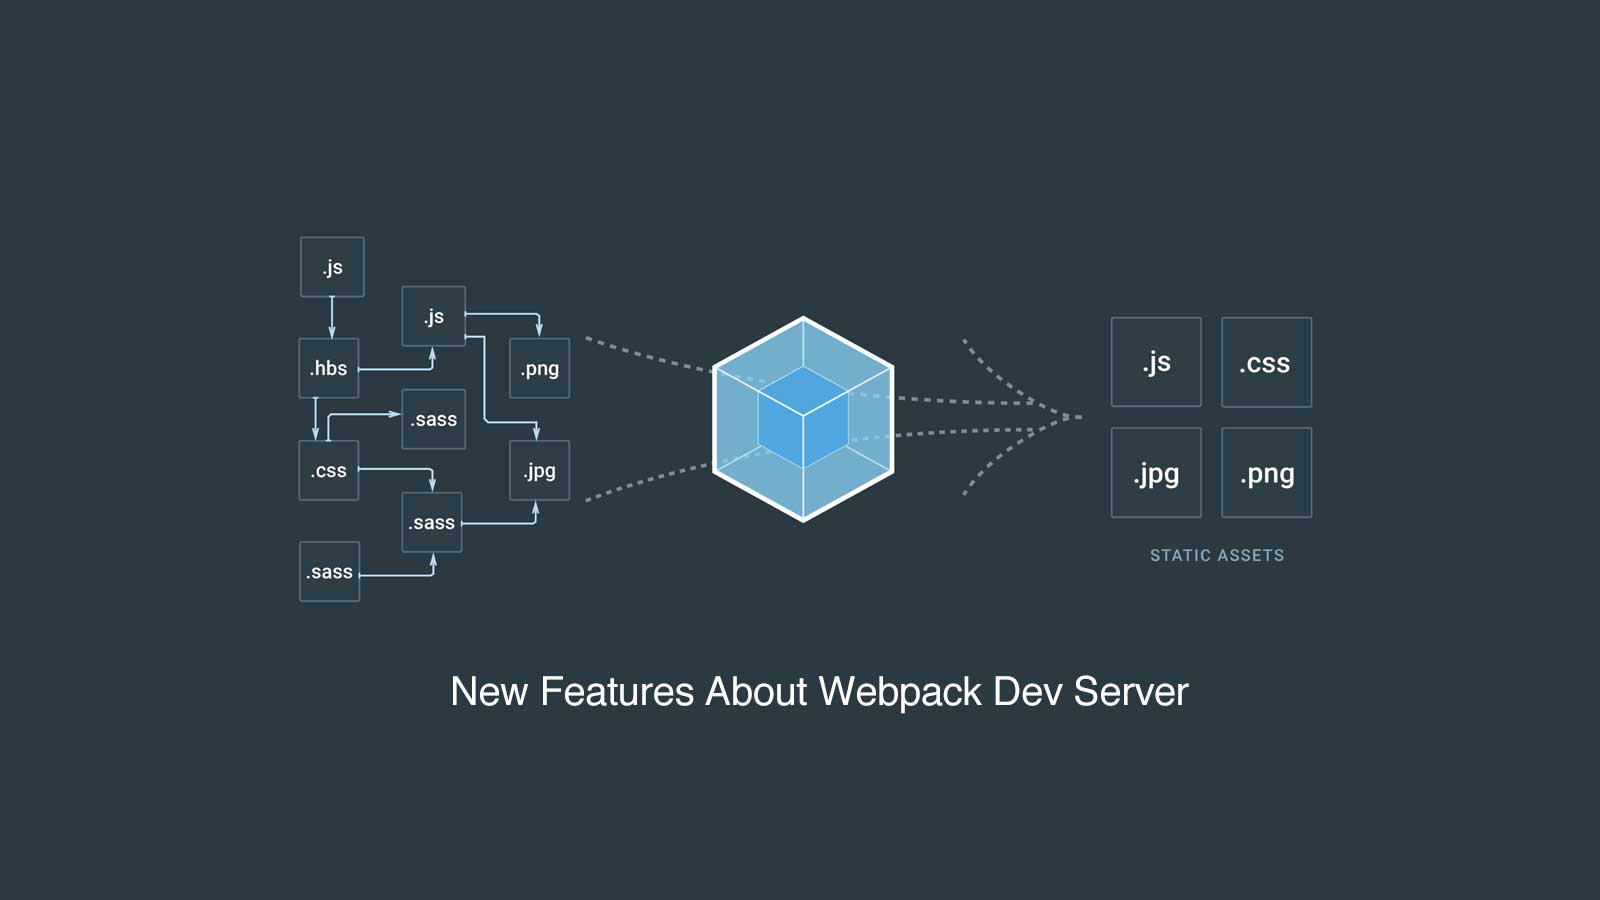 .js
.js
.hbs
.png
.sass
.css
.jpg
.sass
.sass
.js
.css
.jpg
.png
STATIC ASSETS
New Features About Webpack Dev Server